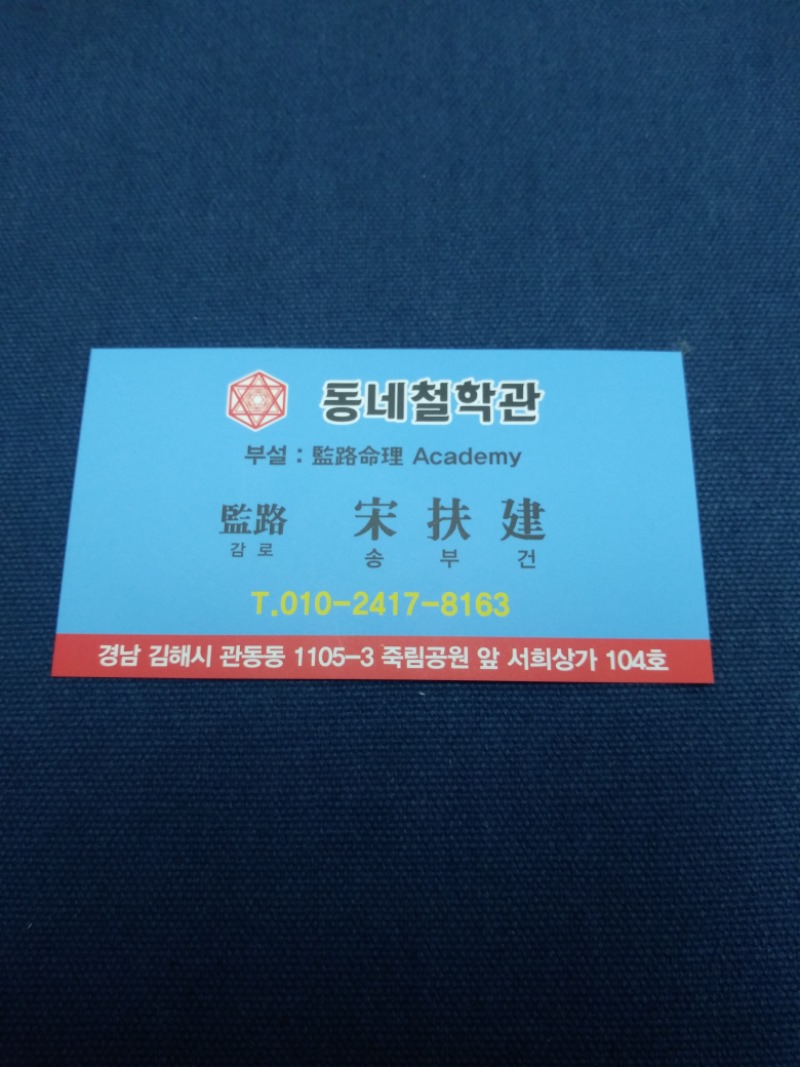 동네철학관
부설 : 監路命理 Academy
監路 宋扶建
감로 송부건
T.010-2417-8163
경남 김해시 관동동 1105-3 죽림공원 앞 서희상가 104호